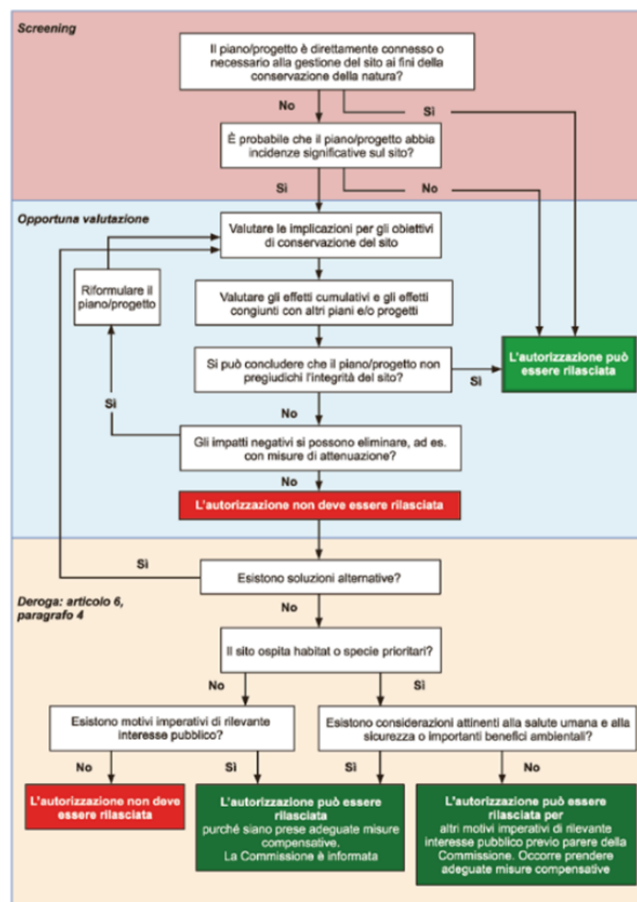 Screening
Il piano/progetto è direttamente connesso o
necessario alla gestione del sito ai fini della
conservazione della natura?
No
Sì
È probabile che il piano/progetto abbia
incidenze significative sul sito?
Sì
No
Opportuna valutazione
Valutare le implicazioni per gli obiettivi
di conservazione del sito
Riformulare il
piano/progetto
Valutare gli effetti cumulativi e gli effetti
congiunti con altri piani e/o progetti
Si può concludere che il piano/progetto non
pregiudichi l'integrità del sito?
Sì
L'autorizzazione può
essere rilasciata
Sì
No
Gli impatti negativi si possono eliminare, ad es.
con misure di attenuazione?
No
L'autorizzazione non deve essere rilasciata
Sì
Esistono soluzioni alternative?
Deroga: articolo 6,
paragrafo 4
No
Il sito ospita habitat o specie prioritari?
No
Sì
Esistono motivi imperativi di rilevante
interesse pubblico?
Esistono considerazioni attinenti alla salute umana e alla
sicurezza o importanti benefici ambientali?
No
Sì
Sì
No
L'autorizzazione non deve
essere rilasciata
L'autorizzazione può essere
rilasciata
purché siano prese adeguate misure
compensative.
La Commissione è informata
L'autorizzazione può essere
rilasciata per
altri motivi imperativi di rilevante
interesse pubblico previo parere della
Commissione. Occorre prendere
adeguate misure compensative